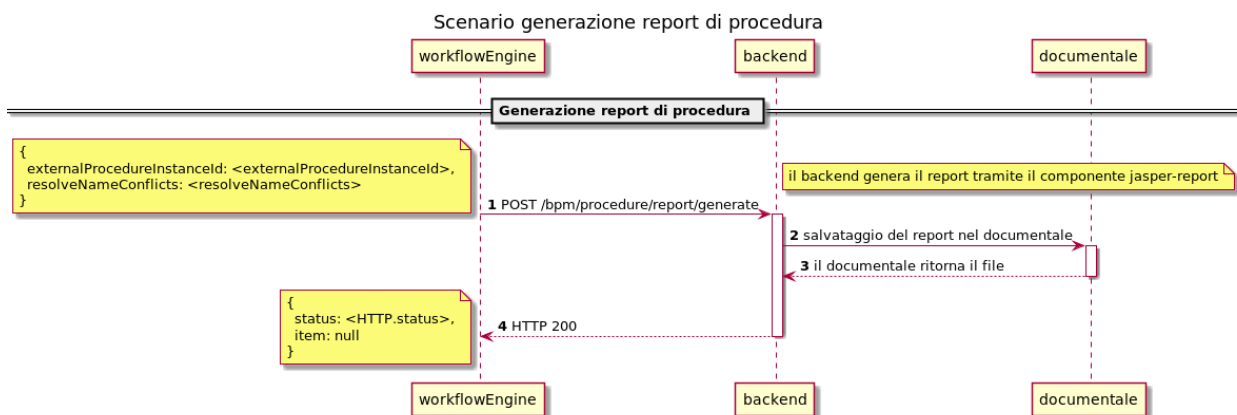 Scenario generazione report di procedura
workflowEngine
backend
documentale
Generazione report di procedura
{
externalProcedureInstanceId: <externalProcedureInstanceId>,
resolveNameConflicts: <resolveNameConflicts>
}
il backend genera il report tramite il componente jasper-report
1 POST /bpm/procedure/report/generate
2 salvataggio del report nel documentale
3 il documentale ritorna il file
{
status: <HTTP.status>,
item: null
}
4 HTTP 200
workflowEngine
backend
documentale